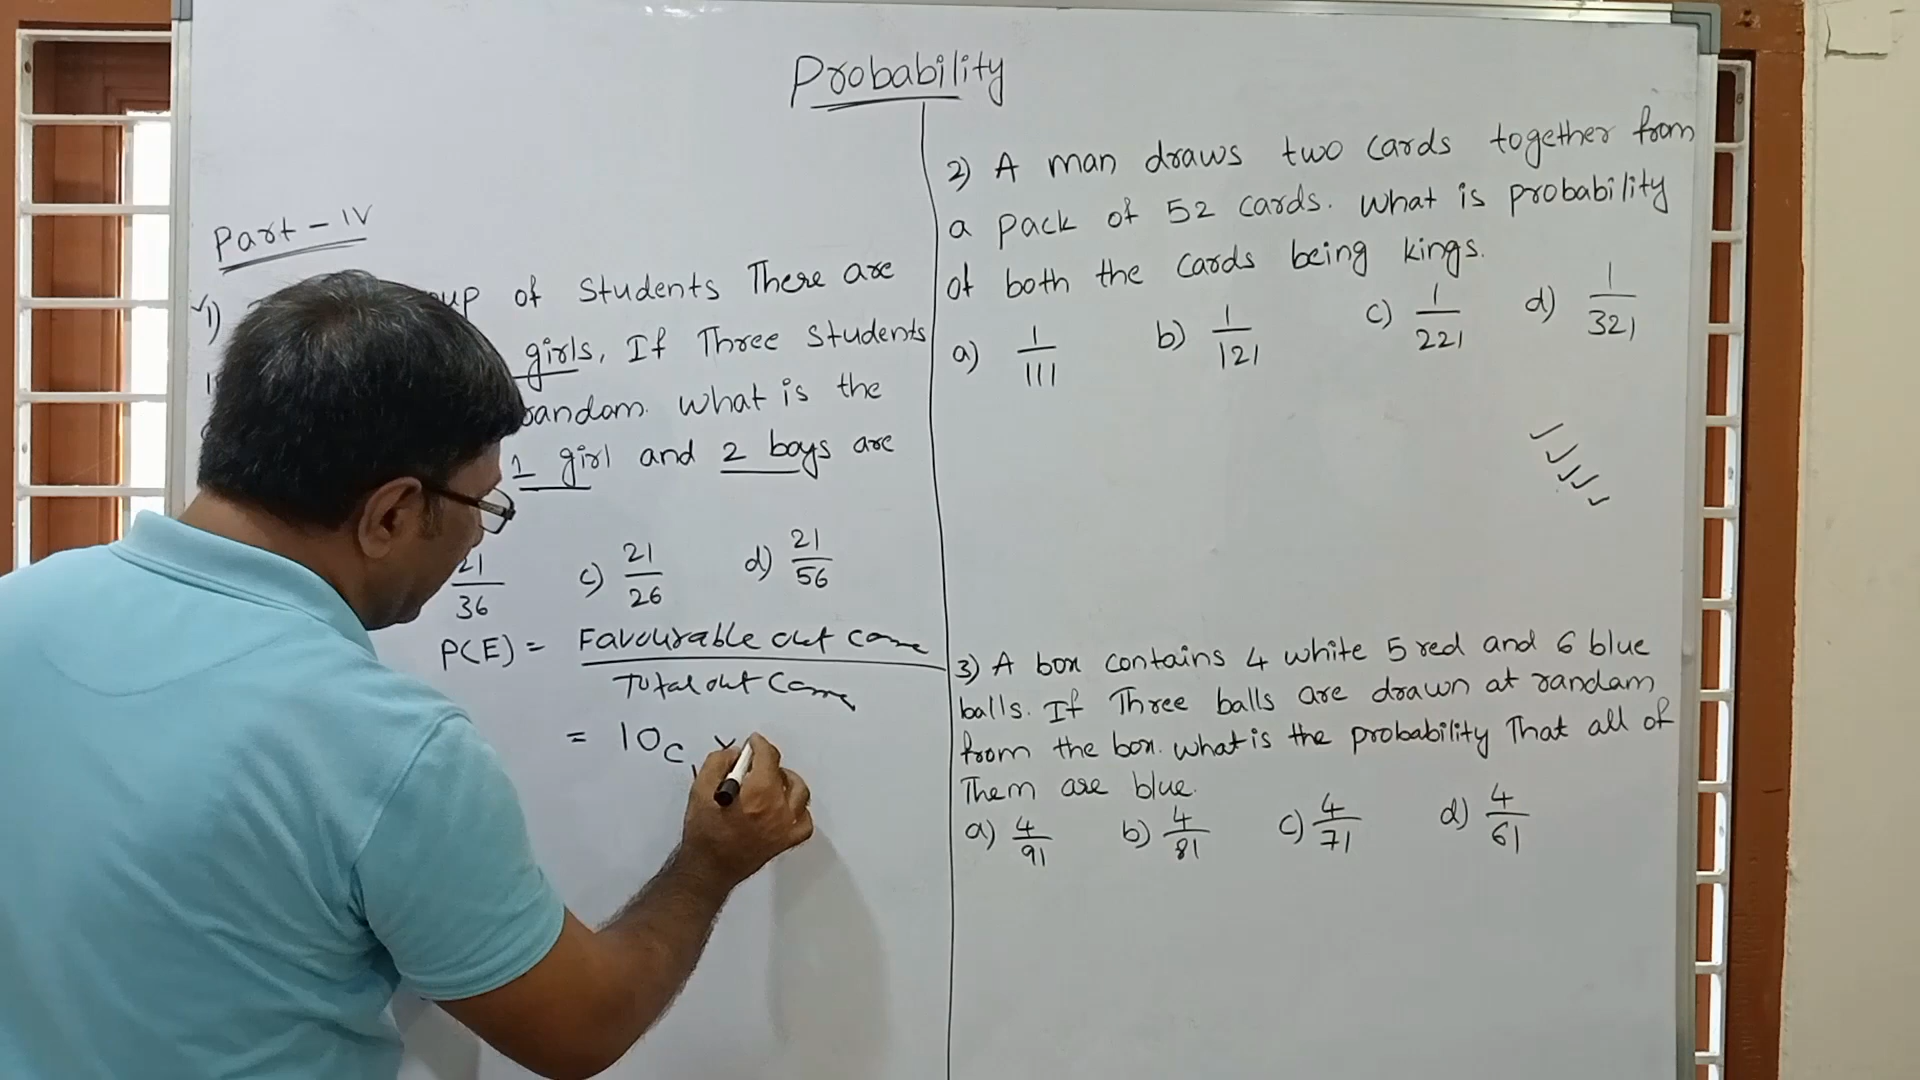 Probability
Part - IV
1) of Students There are
girls, If Three Students
random. What is the
1 girl and 2 boys are
21/36 c) 21/26 d) 21/56
P(E) = Favourable out come / Total out come
= 10c
2) A man draws two cards together from
a pack of 52 cards. What is probability
of both the cards being kings.
a) 1/111 b) 1/121 c) 1/221 d) 1/321
3) A box contains 4 white 5 red and 6 blue
balls. If Three balls are drawn at random
from the box. what is the probability That all of
Them are blue.
a) 4/91 b) 4/81 c) 4/71 d) 4/61